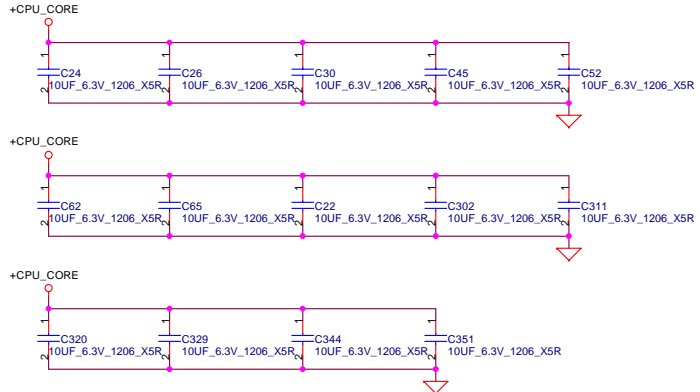 +CPU_CORE
1 1 1 1 1
C24 C26 C30 C45 C52
10UF_6.3V_1206_X5R 10UF_6.3V_1206_X5R 10UF_6.3V_1206_X5R 10UF_6.3V_1206_X5R 10UF_6.3V_1206_X5R
2 2 2 2 2
+CPU_CORE
1 1 1 1 1
C62 C65 C22 C302 C311
10UF_6.3V_1206_X5R 10UF_6.3V_1206_X5R 10UF_6.3V_1206_X5R 10UF_6.3V_1206_X5R 10UF_6.3V_1206_X5R
2 2 2 2 2
+CPU_CORE
1 1 1 1
C320 C329 C344 C351
10UF_6.3V_1206_X5R 10UF_6.3V_1206_X5R 10UF_6.3V_1206_X5R 10UF_6.3V_1206_X5R
2 2 2 2